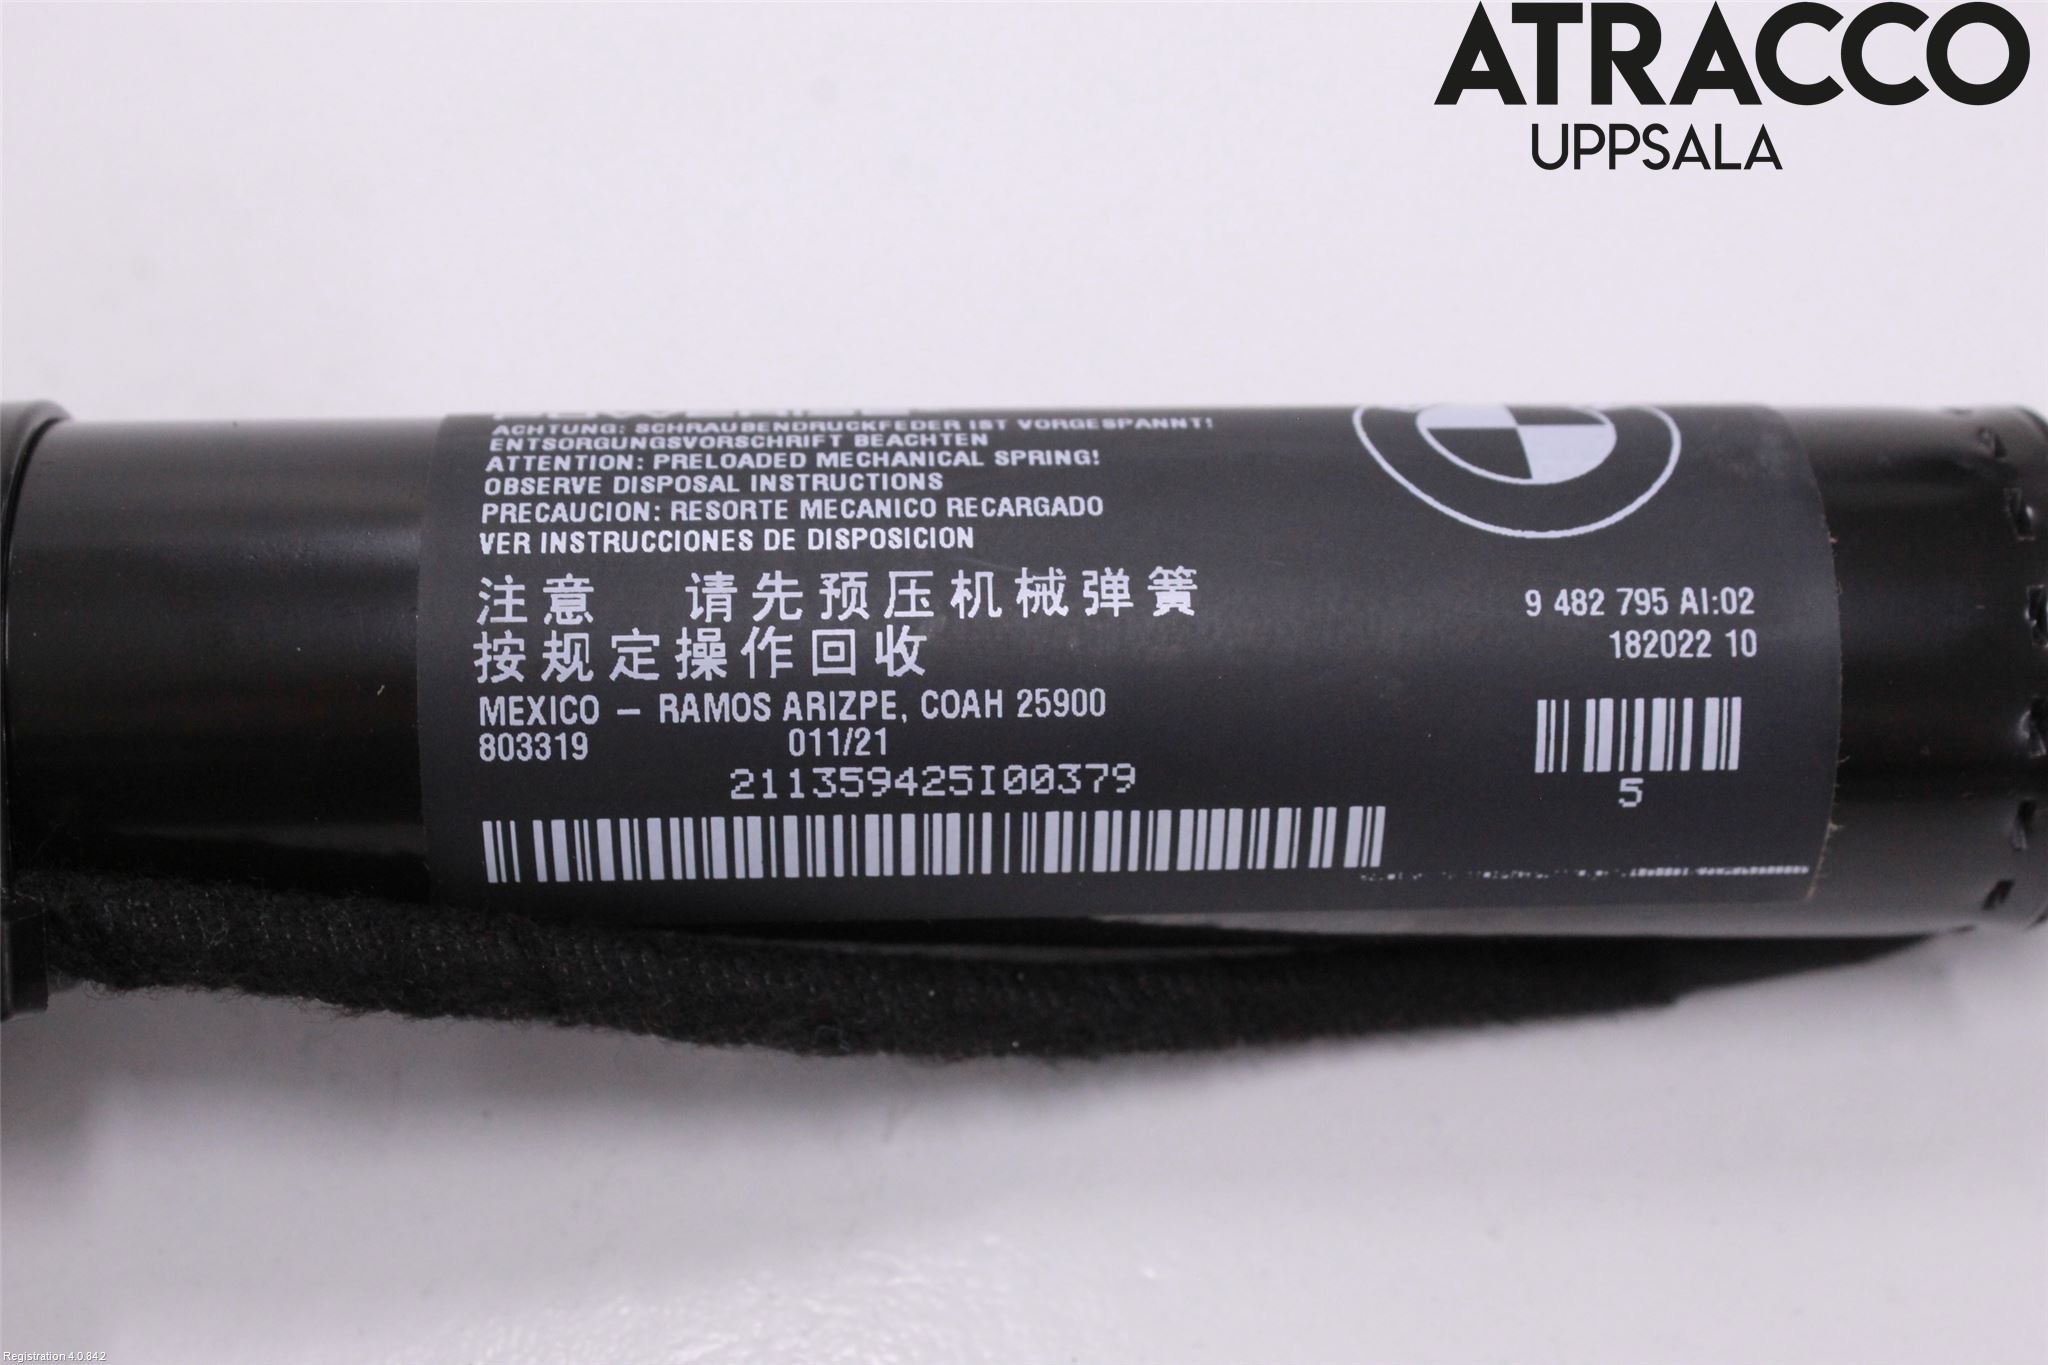 ATRACCO
UPPSALA
ACHTUNG: SCHRAUBENDRUCKFEDER IST VORGESPANNT!
ENTSORGUNGSVORSCHRIFT BEACHTEN
ATTENTION: PRELOADED MECHANICAL SPRING!
OBSERVE DISPOSAL INSTRUCTIONS
PRECAUCION: RESORTE MECANICO RECARGADO
VER INSTRUCCIONES DE DISPOSICION
注意 请先预压机械弹簧
按规定操作回收
MEXICO – RAMOS ARIZPE, COAH 25900
803319 011/21
211359425I00379
9 482 795 AI:02
182022 10
5
Registration 4.0.84.2